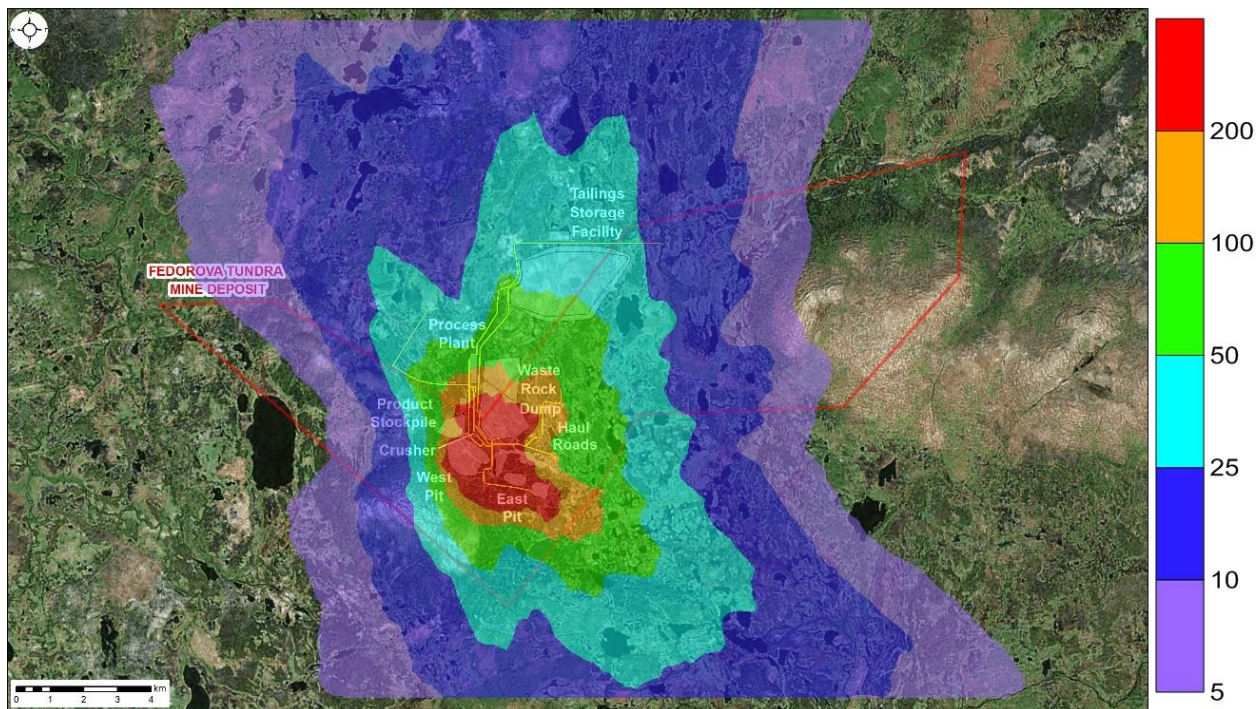 Tailings
Storage
Facility
FEDOROVA TUNDRA
MINE DEPOSIT
Process
Plant
Waste
Rock
Dump
Product
Stockpile
Haul
Roads
Crusher
West
Pit
East
Pit
0 1 2 3 4 km
200
100
50
25
10
5